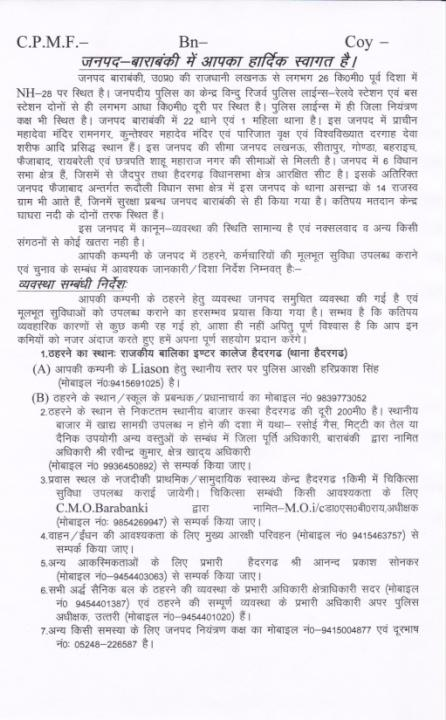 C.P.M.F.– Bn– Coy –
जनपद–बाराबंकी में आपका हार्दिक स्वागत है।
जनपद बाराबंकी, उ0प्र0 की राजधानी लखनऊ से लगभग 26 कि0मी0 पूर्व दिशा में
NH–28 पर स्थित है। जनपदीय पुलिस का केन्द्र विन्दु रिजर्व पुलिस लाईन्स–रेलवे स्टेशन एवं बस
स्टेशन दोनों से ही लगभग आधा कि0मी0 दूरी पर स्थित है। पुलिस लाईन्स में ही जिला नियंत्रण
कक्ष भी स्थित है। जनपद बाराबंकी में 22 थाने एवं 1 महिला थाना है। इस जनपद में प्राचीन
महादेवा मंदिर रामनगर, कुन्तेश्वर महादेव मंदिर एवं पारिजात वृक्ष एवं विश्वविख्यात दरगाह देवा
शरीफ आदि प्रसिद्ध स्थान हैं। इस जनपद की सीमा जनपद लखनऊ, सीतापुर, गोण्डा, बहराइच,
फैजाबाद, रायबरेली एवं छत्रपति शाहू महाराज नगर की सीमाओं से मिलती है। जनपद में 6 विधान
सभा क्षेत्र हैं, जिसमें से जैदपुर तथा हैदरगढ़ विधानसभा क्षेत्र आरक्षित सीट है। इसके अतिरिक्त
जनपद फैजाबाद अन्तर्गत रूदौली विधान सभा क्षेत्र में इस जनपद के थाना असन्द्रा के 14 राजस्व
ग्राम भी आते हैं, जिनमें सुरक्षा प्रबन्ध जनपद बाराबंकी से ही किया गया है। कतिपय मतदान केन्द्र
घाघरा नदी के दोनों तरफ स्थित हैं।
इस जनपद में कानून–व्यवस्था की स्थिति सामान्य है एवं नक्सलवाद व अन्य किसी
संगठनों से कोई खतरा नही है।
आपकी कम्पनी के जनपद में ठहरने, कर्मचारियों की मूलभूत सुविधा उपलब्ध कराने
एवं चुनाव के सम्बंध में आवश्यक जानकारी/दिशा निर्देश निम्नवत् हैः–
व्यवस्था सम्बंधी निर्देशः
आपकी कम्पनी के ठहरने हेतु व्यवस्था जनपद समुचित व्यवस्था की गई है एवं
मूलभूत सुविधाओं को उपलब्ध कराने का हरसम्भव प्रयास किया गया है। सम्भव है कि कतिपय
व्यवहारिक कारणों से कुछ कमी रह गई हो, आशा ही नहीं अपितु पूर्ण विश्वास है कि आप इन
कमियों को नजर अंदाज करते हुए हमे अपना पूर्ण सहयोग प्रदान करेंगे।
1.ठहरने का स्थानः राजकीय बालिका इण्टर कालेज हैदरगढ (थाना हैदरगढ)
(A) आपकी कम्पनी के Liason हेतु स्थानीय स्तर पर पुलिस आरक्षी हरिप्रकाश सिंह
(मोबाईल नं0:9415691025) है।
(B) ठहरने के स्थान/स्कूल के प्रबन्धक/प्रधानाचार्य का मोबाइल नं0 9839773052
2.ठहरने के स्थान से निकटतम स्थानीय बाजार कस्बा हैदरगढ की दूरी 200मी0 है। स्थानीय
बाजार में खाद्य सामग्री उपलब्ध न होने की दशा में यथा– रसोई गैस, मिट्टी का तेल या
दैनिक उपयोगी अन्य वस्तुओं के सम्बंध में जिला पूर्ति अधिकारी, बाराबंकी द्वारा नामित
अधिकारी श्री रवीन्द्र कुमार, क्षेत्र खाद्य अधिकारी
(मोबाईल नं0 9936450892) से सम्पर्क किया जाए।
3.प्रवास स्थल के नजदीकी प्राथमिक/सामुदायिक स्वास्थ्य केन्द्र हैदरगढ 1किमी में चिकित्सा
सुविधा उपलब्ध कराई जायेगी। चिकित्सा सम्बंधी किसी आवश्यकता के लिए
C.M.O.Barabanki द्वारा नामित–M.O.i/cडा0एस0बी0राय,अधीक्षक
(मोबाईल नं0: 9854269947) से सम्पर्क किया जाए।
4.वाहन/ईंधन की आवश्यकता के लिए मुख्य आरक्षी परिवहन (मोबाईल नं0 9415463757) से
सम्पर्क किया जाए।
5.अन्य आकस्मिकताओं के लिए प्रभारी हैदरगढ श्री आनन्द प्रकाश सोनकर
(मोबाईल नं0–9454403063) से सम्पर्क किया जाए।
6.सभी अर्द्ध सैनिक बल के ठहरने की व्यवस्था के प्रभारी अधिकारी क्षेत्राधिकारी सदर (मोबाईल
नं0 9454401387) एवं ठहरने की सम्पूर्ण व्यवस्था के प्रभारी अधिकारी अपर पुलिस
अधीक्षक, उत्तरी (मोबाईल नं0–9454401020) हैं।
7.अन्य किसी समस्या के लिए जनपद नियंत्रण कक्ष का मोबाईल नं0–9415004877 एवं दूरभाष
नं0: 05248–226587 है।